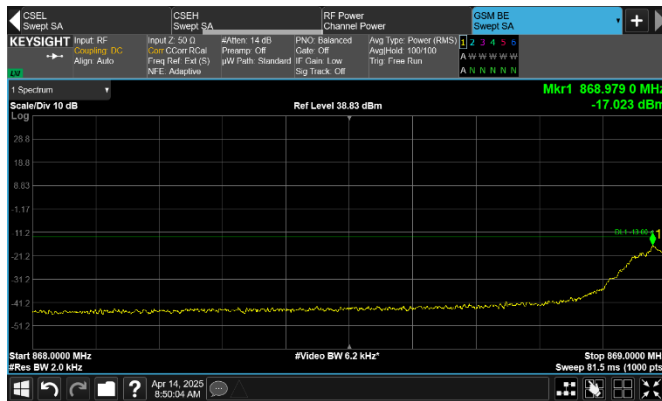 CSEL
Swept SA
CSEH
Swept SA
RF Power
Channel Power
GSM BE
Swept SA
KEYSIGHT
Input: RF
Coupling: DC
Align: Auto
Input Z: 50 Ω
Corr CCorr RCal
Freq Ref: Ext (S)
NFE: Adaptive
#Atten: 14 dB
Preamp: Off
µW Path: Standard
PNO: Balanced
Gate: Off
IF Gain: Low
Sig Track: Off
Avg Type: Power (RMS)
Avg|Hold: 100/100
Trig: Free Run
1 2 3 4 5 6
A W W W W W
A N N N N N
1 Spectrum
Scale/Div 10 dB
Log
Ref Level 38.83 dBm
Mkr1 868.979 0 MHz
-17.023 dBm
28.8
18.8
8.83
-1.17
-11.2
-21.2
-31.2
-41.2
-51.2
DL1 -13.00
1
Start 868.0000 MHz
#Res BW 2.0 kHz
#Video BW 6.2 kHz*
Stop 869.0000 MH
Sweep 81.5 ms (1000 pts
Apr 14, 2025
8:50:04 AM